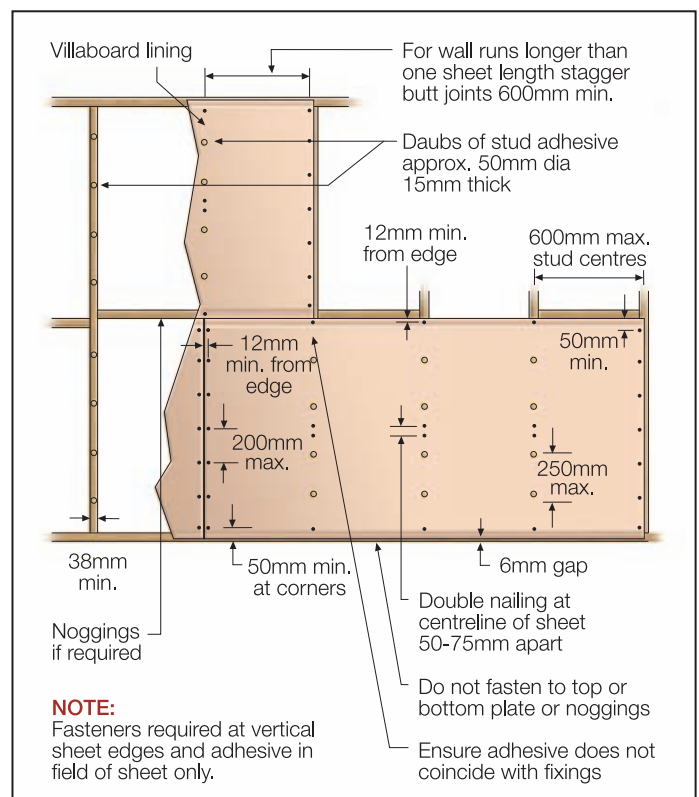 Villaboard lining
For wall runs longer than
one sheet length stagger
butt joints 600mm min.
Daubs of stud adhesive
approx. 50mm dia
15mm thick
12mm min.
from edge
600mm max.
stud centres
50mm
min.
12mm
min. from
edge
200mm
max.
250mm
max.
38mm
min.
50mm min.
at corners
6mm gap
Double nailing at
centreline of sheet
50-75mm apart
Noggings
if required
Do not fasten to top or
bottom plate or noggings
NOTE:
Fasteners required at vertical
sheet edges and adhesive in
field of sheet only.
Ensure adhesive does not
coincide with fixings